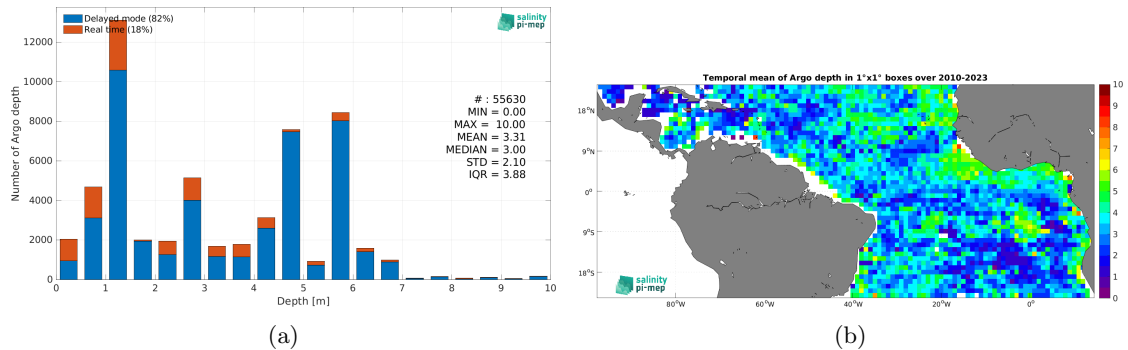 Delayed mode (82%)
Real time (18%)
salinity
pi-mep
# : 55630
MIN = 0.00
MAX = 10.00
MEAN = 3.31
MEDIAN = 3.00
STD = 2.10
IQR = 3.88
Number of Argo depth
12000
10000
8000
6000
4000
2000
0
0 1 2 3 4 5 6 7 8 9 10
Depth [m]
(a)
Temporal mean of Argo depth in 1°x1° boxes over 2010-2023
18°N
9°N
0°
9°S
18°S
80°W 60°W 40°W 20°W 0°
10
9
8
7
6
5
4
3
2
1
0
salinity
pi-mep
(b)